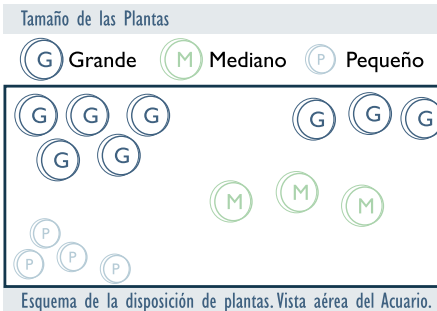 Tamaño de las Plantas
G Grande M Mediano P Pequeño
G G G G G G
G G
M M M
P
P P P
Esquema de la disposición de plantas. Vista aérea del Acuario.